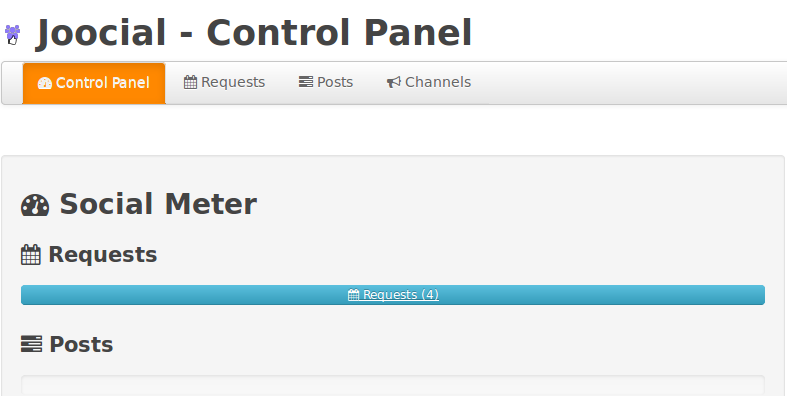 Joocial - Control Panel
Control Panel Requests Posts Channels
Social Meter
Requests
Requests (4)
Posts